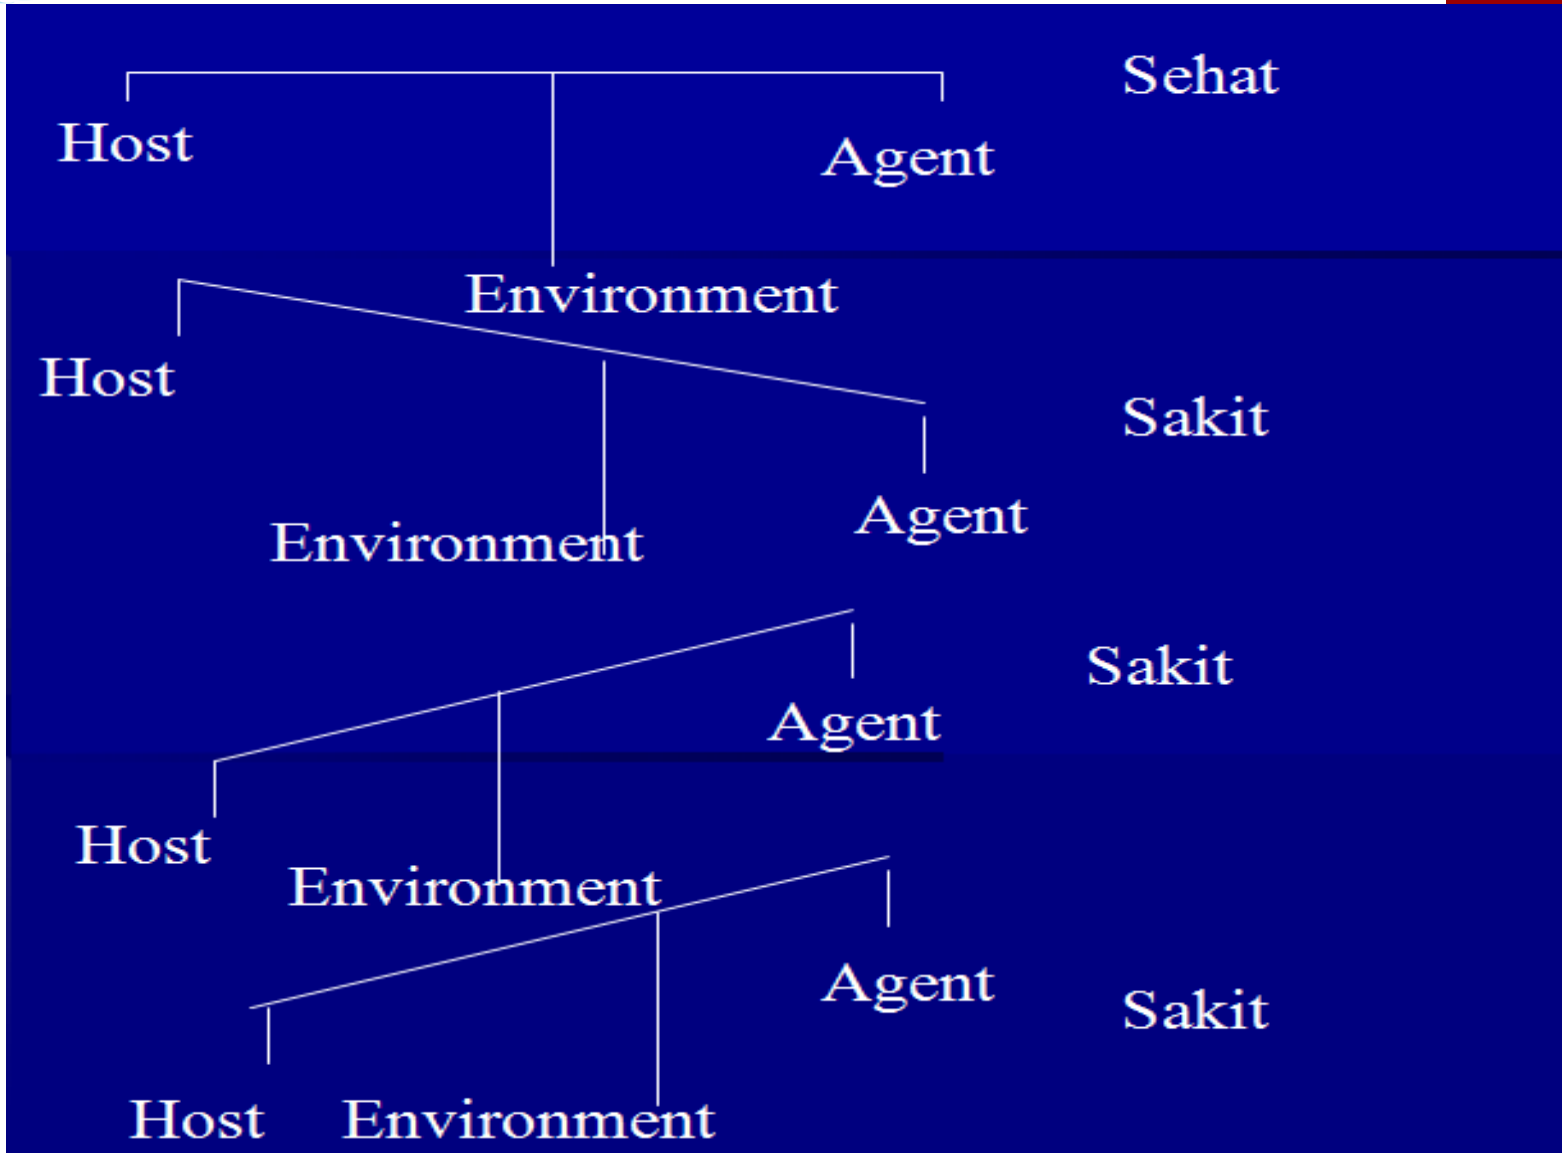 Sehat
Host
Agent
Environment
Host
Sakit
Agent
Environment
Sakit
Agent
Host
Environment
Agent
Sakit
Host Environment